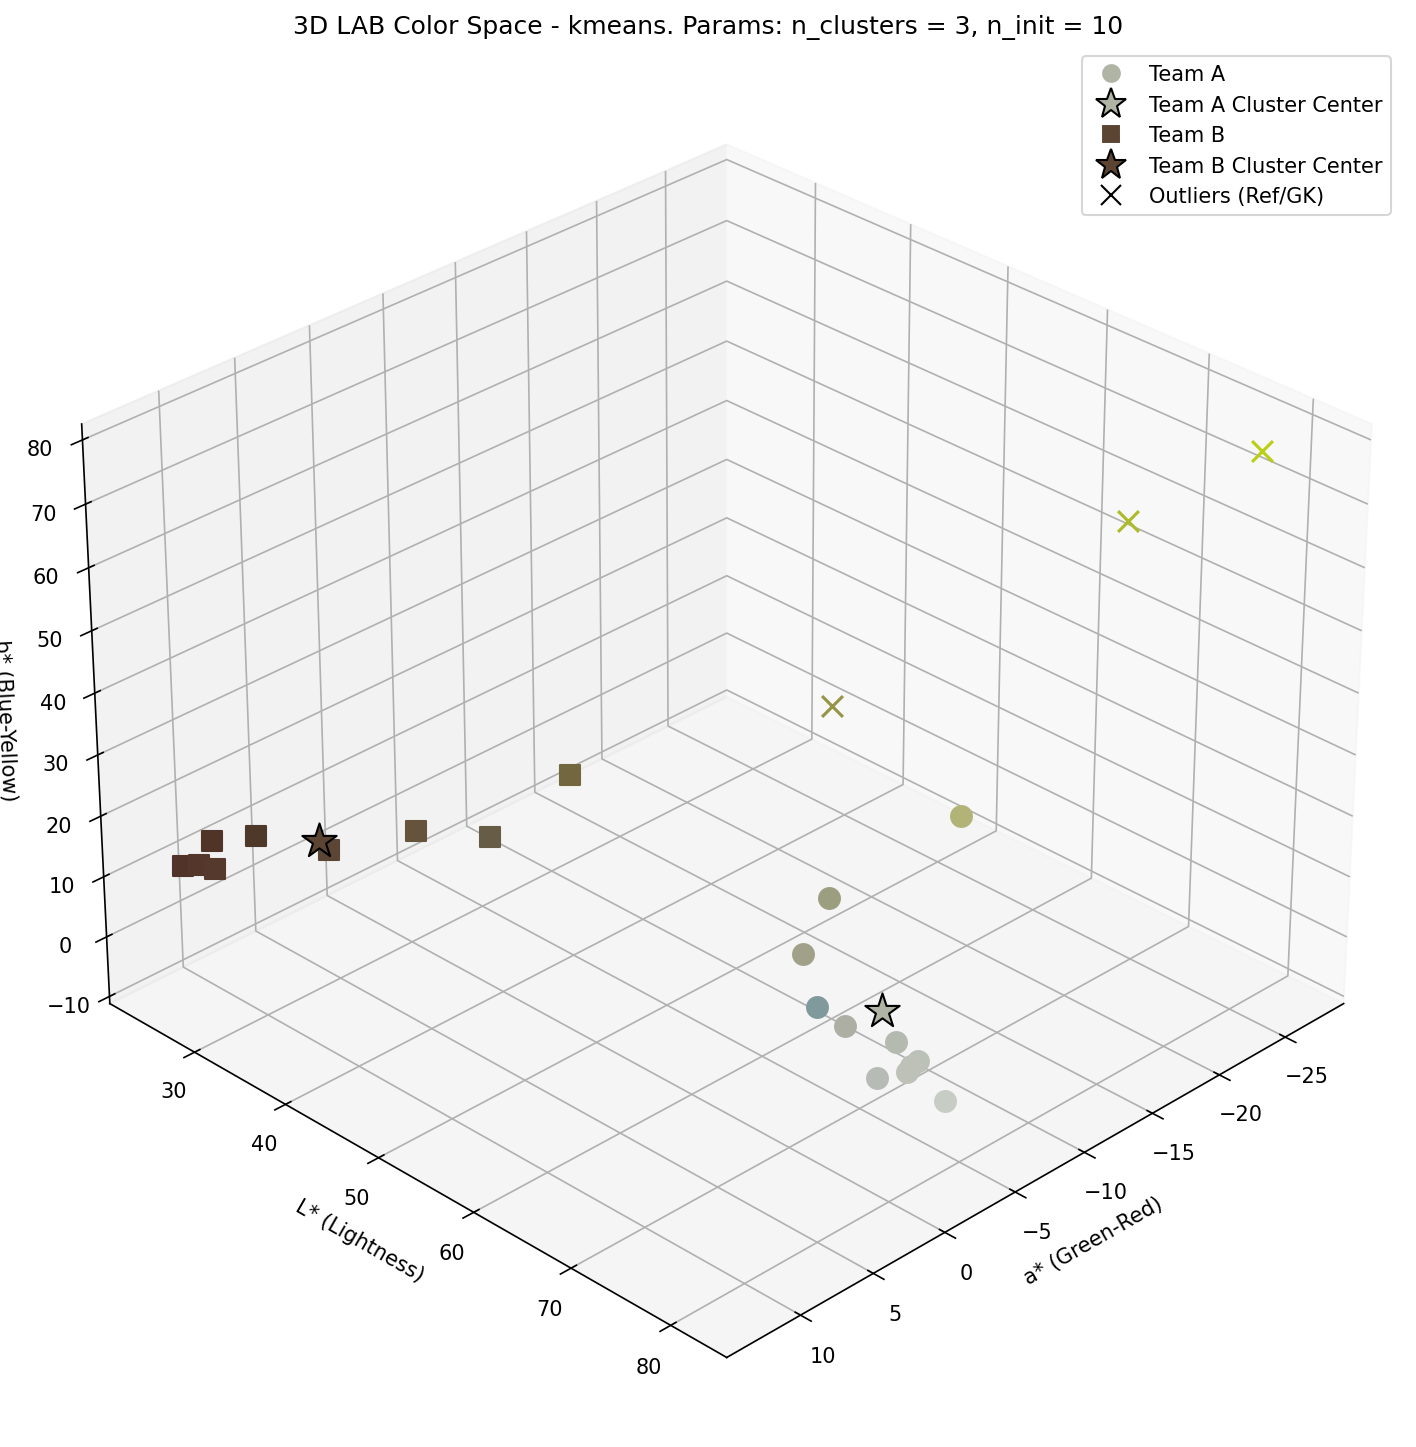 3D LAB Color Space - kmeans. Params: n_clusters = 3, n_init = 10
Team A
Team A Cluster Center
Team B
Team B Cluster Center
Outliers (Ref/GK)
80
70
60
50
40
30
20
10
0
−10
b* (Blue-Yellow)
30
40
50
60
70
80
L* (Lightness)
−25
−20
−15
−10
−5
0
5
10
a* (Green-Red)